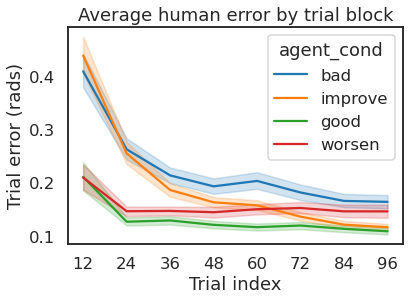 Average human error by trial block
Trial error (rads)
0.4
0.3
0.2
0.1
agent_cond
bad
improve
good
worsen
12 24 36 48 60 72 84 96
Trial index